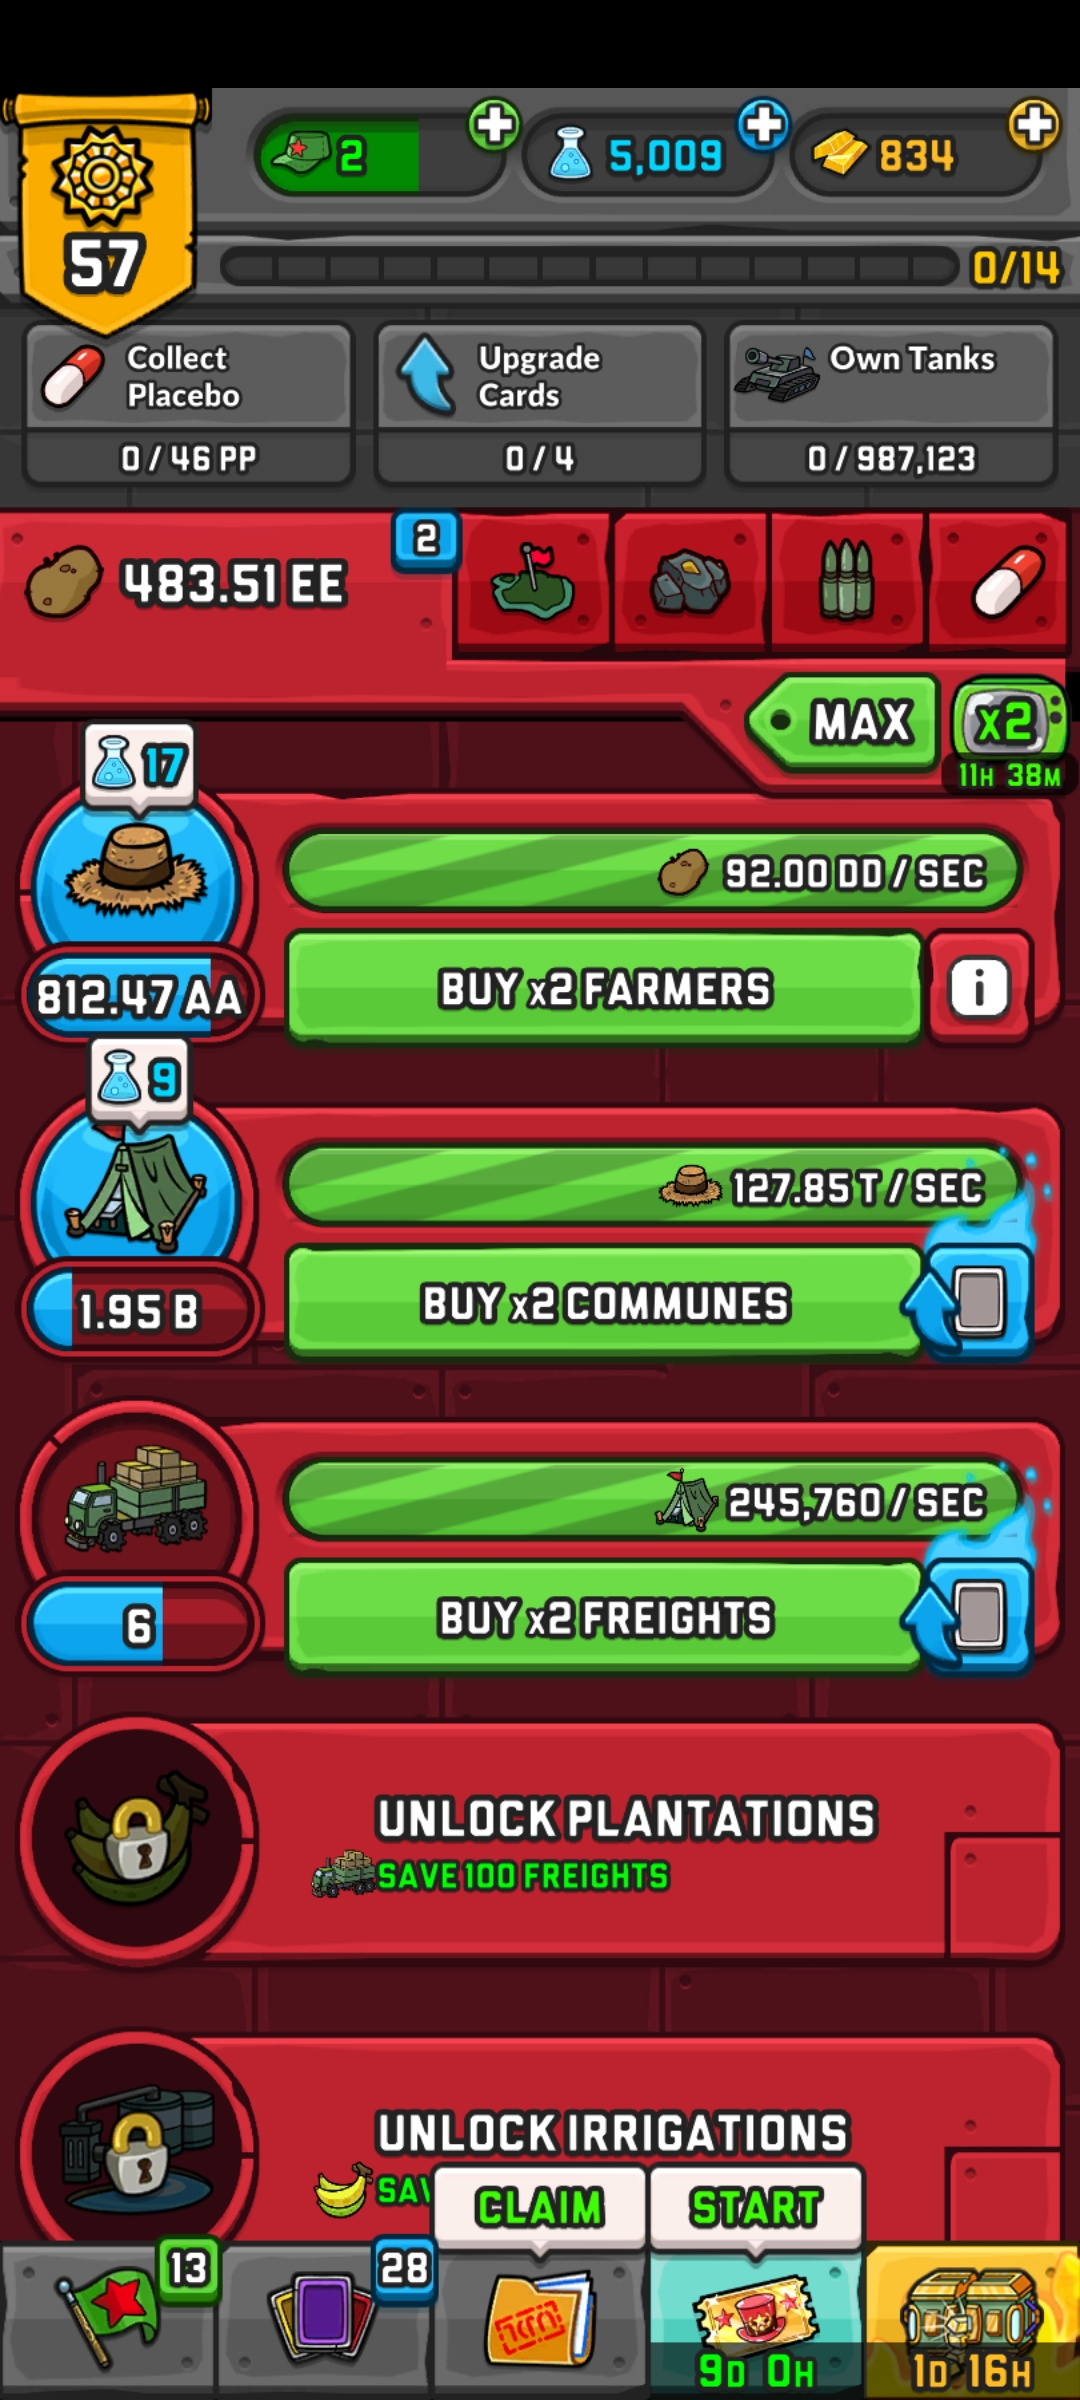 57
2
5,009
834
0/14
Collect
Placebo
0 / 46 PP
Upgrade
Cards
0 / 4
Own Tanks
0 / 987,123
483.51 EE
2
MAX
x2
11H 38M
17
92.00 DD / SEC
812.47 AA
BUY x2 FARMERS
i
9
127.85 T / SEC
1.95 B
BUY x2 COMMUNES
245,760 / SEC
6
BUY x2 FREIGHTS
UNLOCK PLANTATIONS
SAVE 100 FREIGHTS
UNLOCK IRRIGATIONS
CLAIM
START
13
28
9D 0H
1D 16H